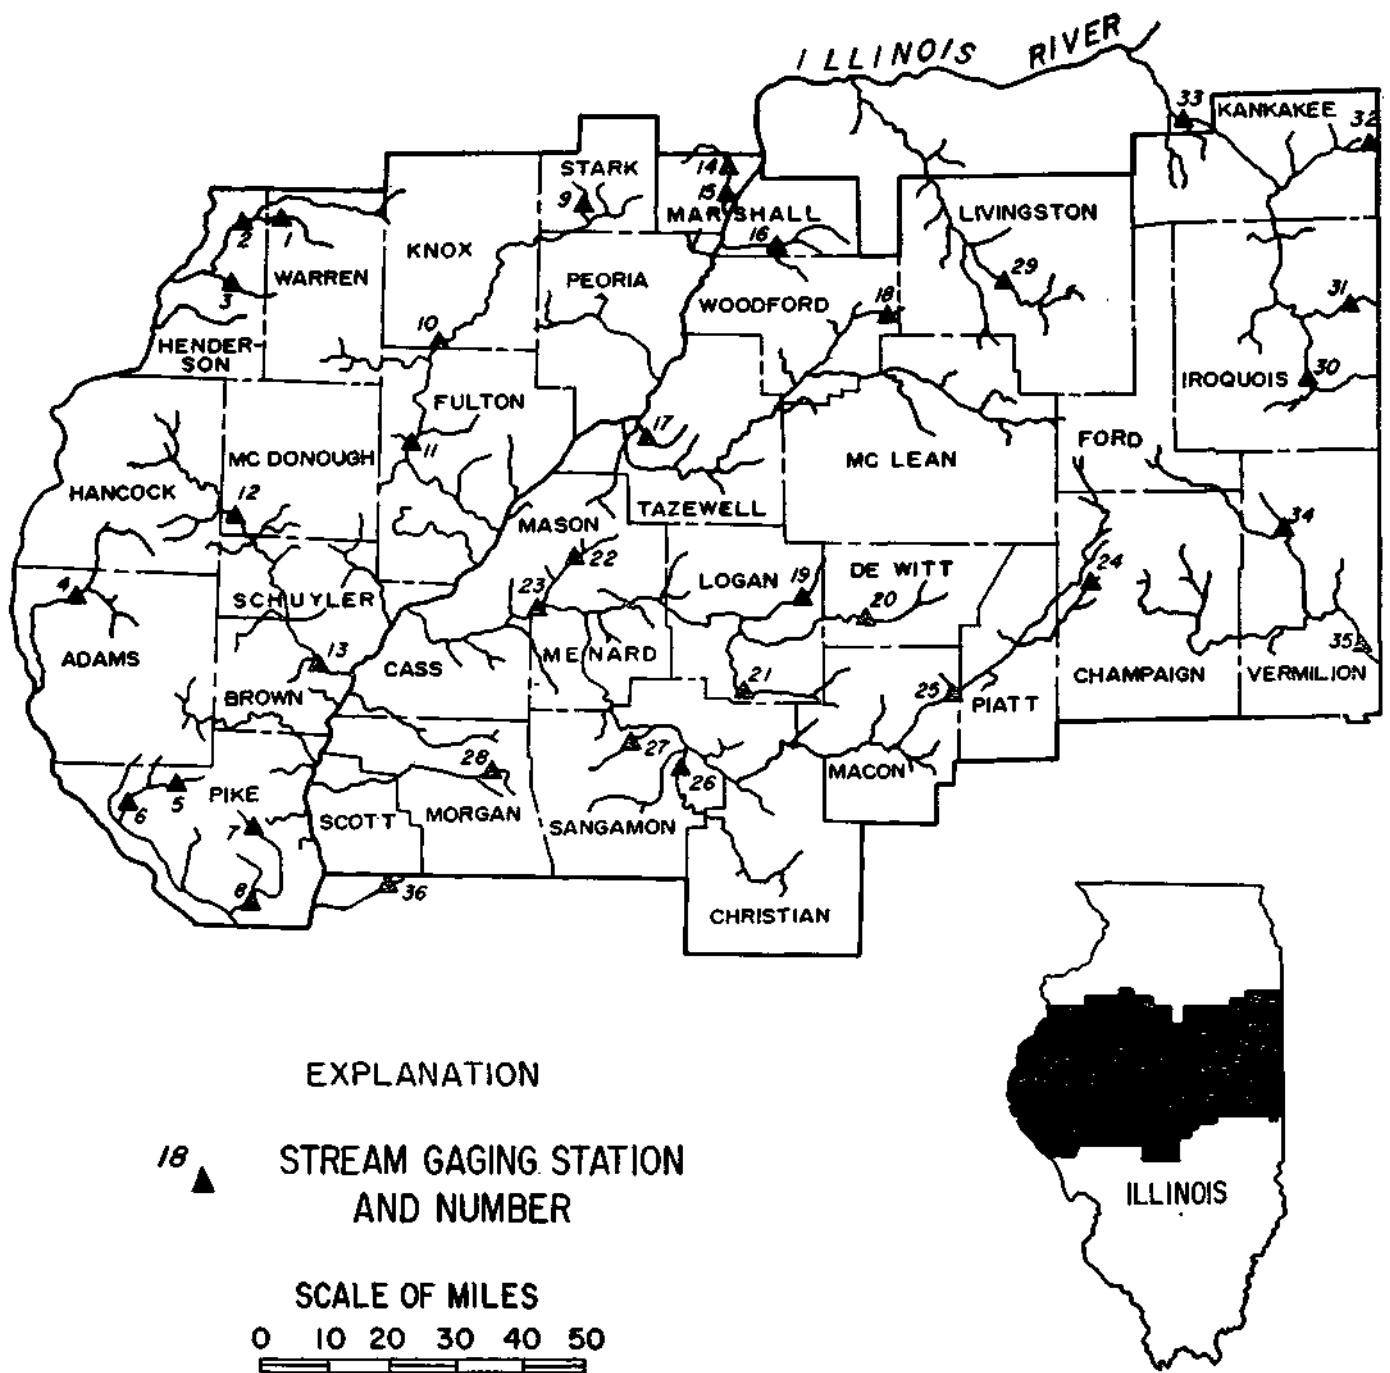 ILLINOIS RIVER
33
KANKAKEE
32
STARK
14
9
15
MARSHALL
LIVINGSTON
2
1
KNOX
16
WARREN
PEORIA
29
3
WOODFORD
18
31
10
HENDER-
SON
30
IROQUOIS
FULTON
17
FORD
11
MC DONOUGH
MC LEAN
HANCOCK
12
TAZEWELL
MASON
34
22
24
4
LOGAN
19
DE WITT
23
SCHUYLER
20
35
ADAMS
13
CASS
MENARD
CHAMPAIGN
VERMILION
21
25
BROWN
PIATT
27
28
MACON
26
5
PIKE
6
7
SCOTT
MORGAN
SANGAMON
8
36
CHRISTIAN
EXPLANATION
18
STREAM GAGING STATION
AND NUMBER
ILLINOIS
SCALE OF MILES
0 10 20 30 40 50